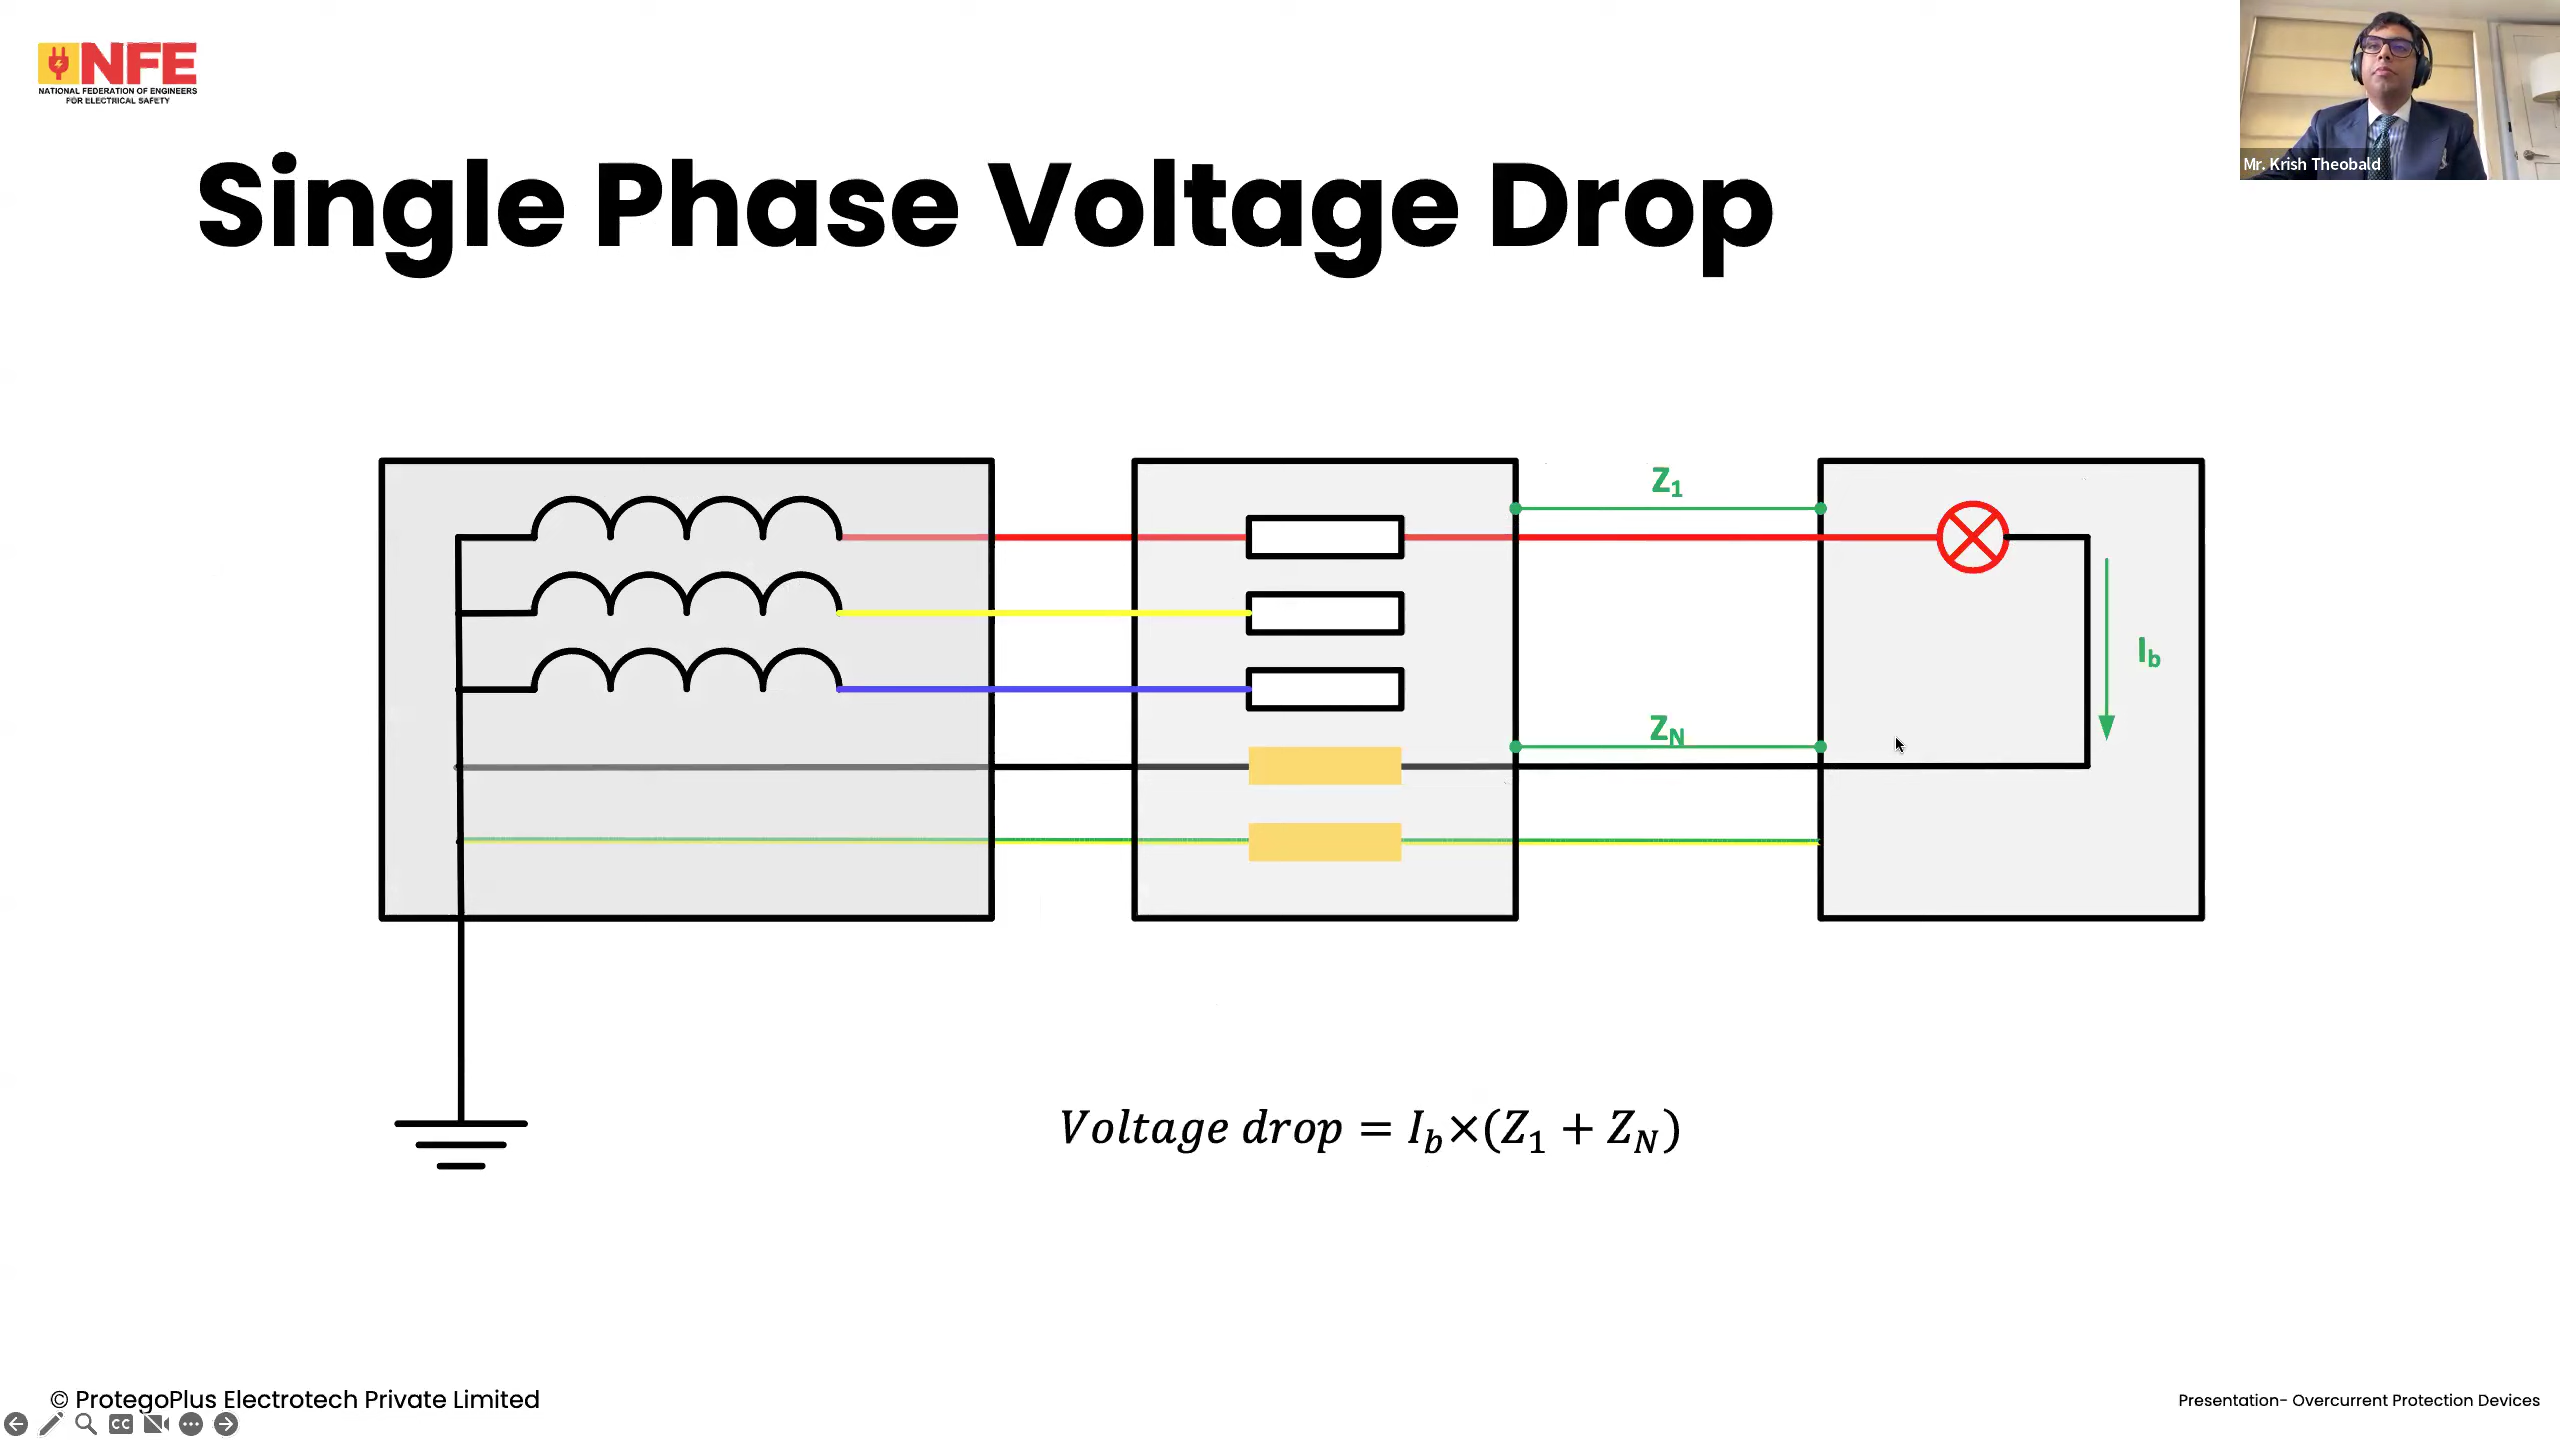 NFE
NATIONAL FEDERATION OF ENGINEERS
FOR ELECTRICAL SAFETY
Mr. Krish Theobald
Single Phase Voltage Drop
Z1
Ib
ZN
Voltage drop = Ib×(Z1 + ZN)
© ProtegoPlus Electrotech Private Limited
Presentation- Overcurrent Protection Devices
CC